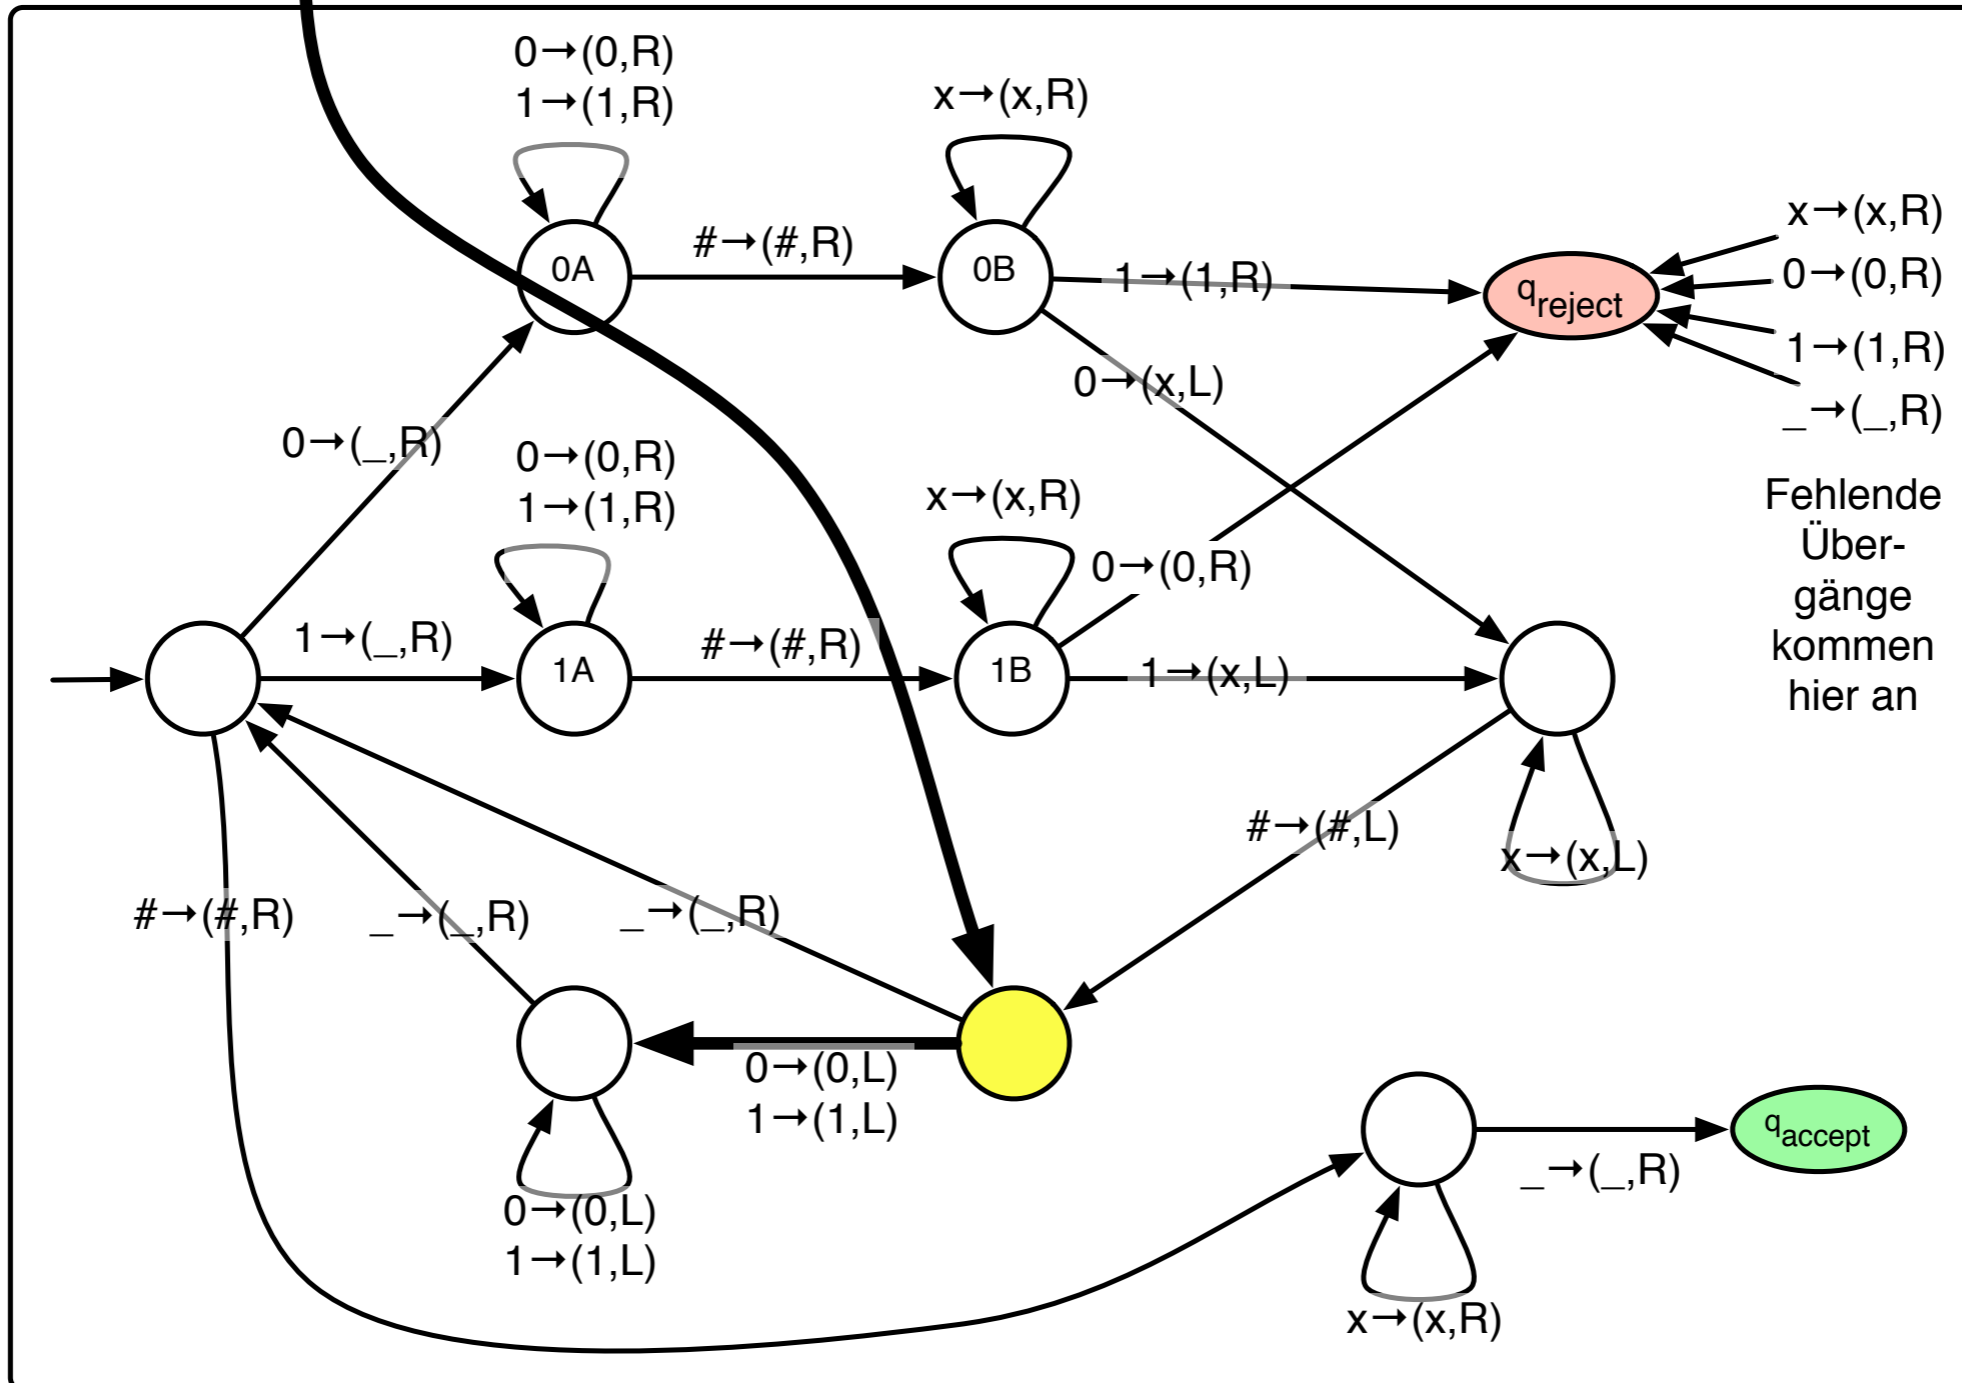 0→(0,R)
1→(1,R)
x→(x,R)
0A
#→(#,R)
0B
1→(1,R)
q reject
x→(x,R)
0→(0,R)
1→(1,R)
_→(_,R)
0→(x,L)
0→(_,R)
0→(0,R)
1→(1,R)
x→(x,R)
0→(0,R)
Fehlende
Über-
gänge
kommen
hier an
1→(_,R)
1A
#→(#,R)
1B
1→(x,L)
#→(#,L)
x→(x,L)
#→(#,R)
_→(_,R)
_→(_,R)
0→(0,L)
1→(1,L)
0→(0,L)
1→(1,L)
q accept
_→(_,R)
x→(x,R)